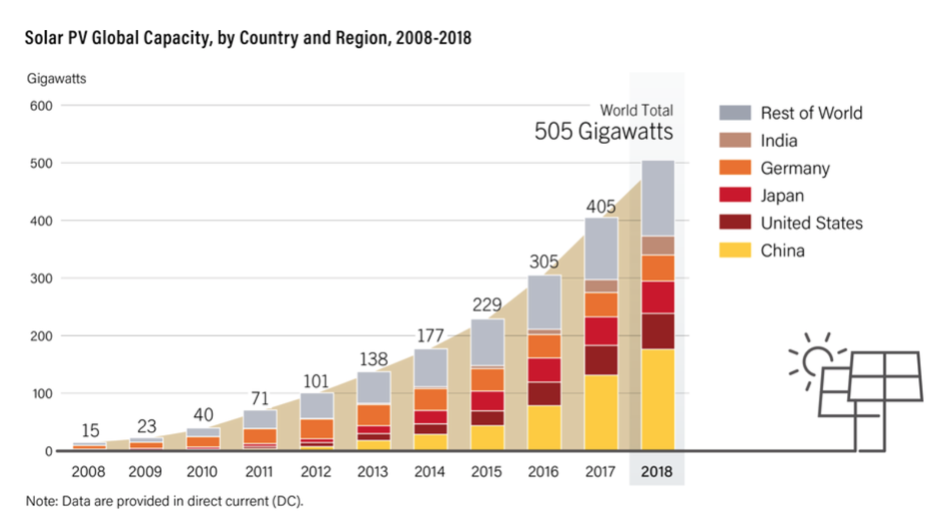 Solar PV Global Capacity, by Country and Region, 2008-2018
Gigawatts
600
500
400
300
200
100
0
World Total
505 Gigawatts
15
23
40
71
101
138
177
229
305
405
2008
2009
2010
2011
2012
2013
2014
2015
2016
2017
2018
Rest of World
India
Germany
Japan
United States
China
Note: Data are provided in direct current (DC).